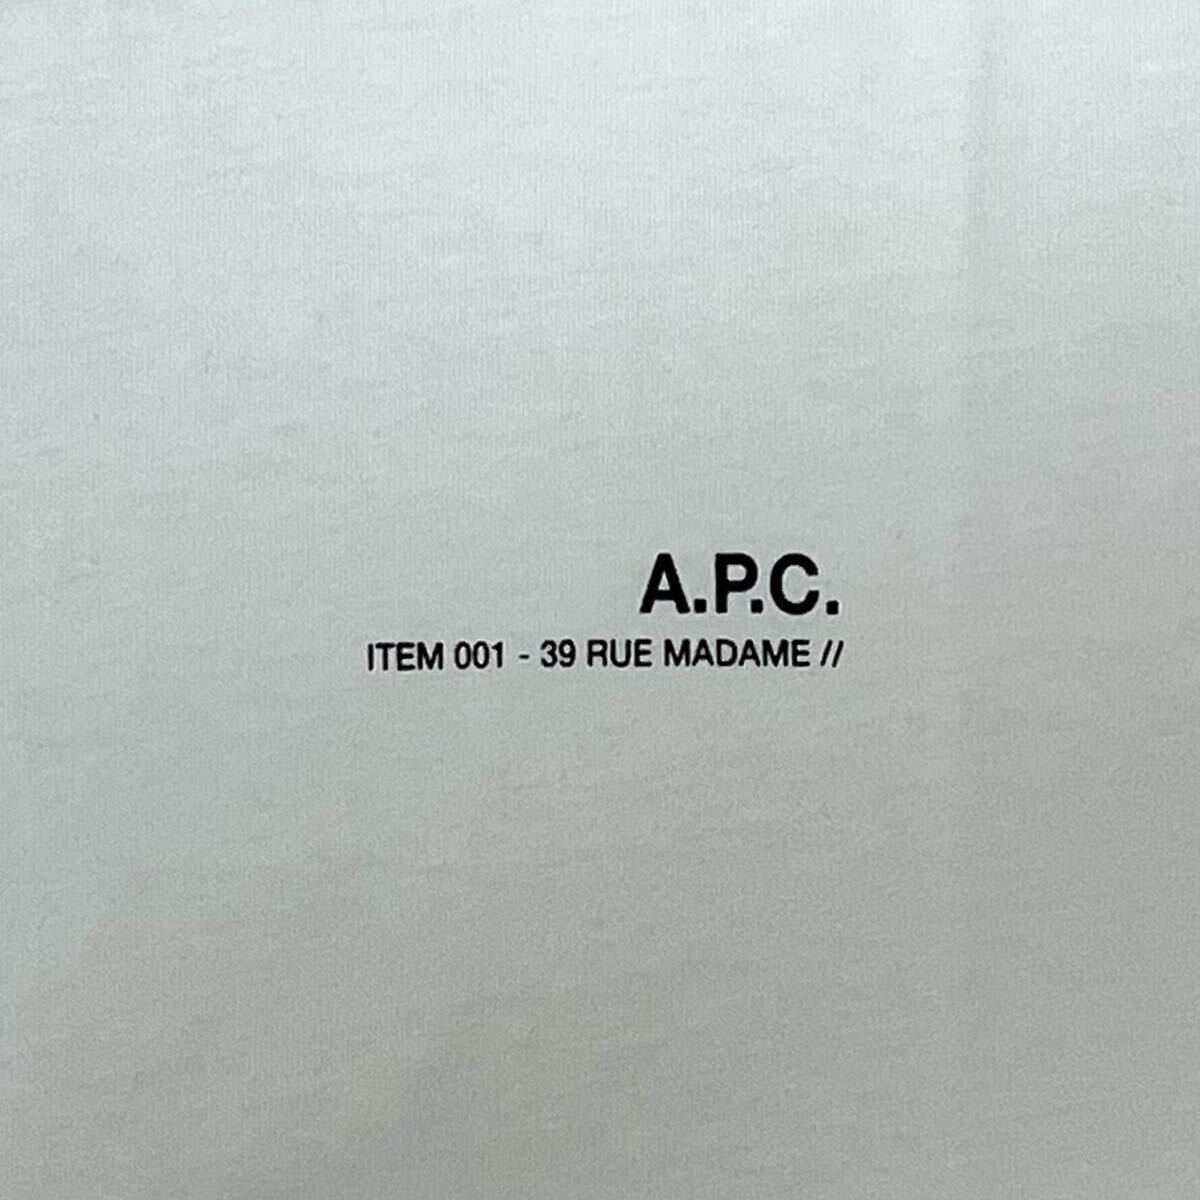 A.P.C.
ITEM 001 - 39 RUE MADAME //